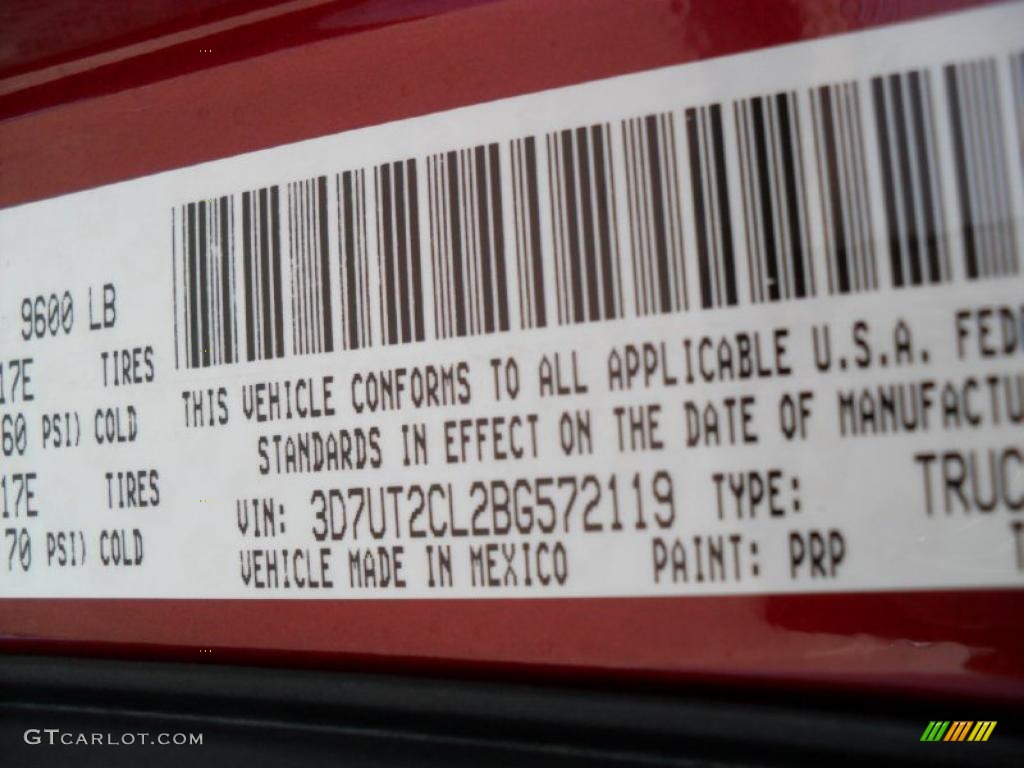 9600 LB
17E TIRES
60 PSI) COLD
17E TIRES
70 PSI) COLD
THIS VEHICLE CONFORMS TO ALL APPLICABLE U.S.A. FEDE
STANDARDS IN EFFECT ON THE DATE OF MANUFACTU
VIN: 3D7UT2CL2BG572119 TYPE: TRUC
VEHICLE MADE IN MEXICO PAINT: PRP
GTCARLOT.COM